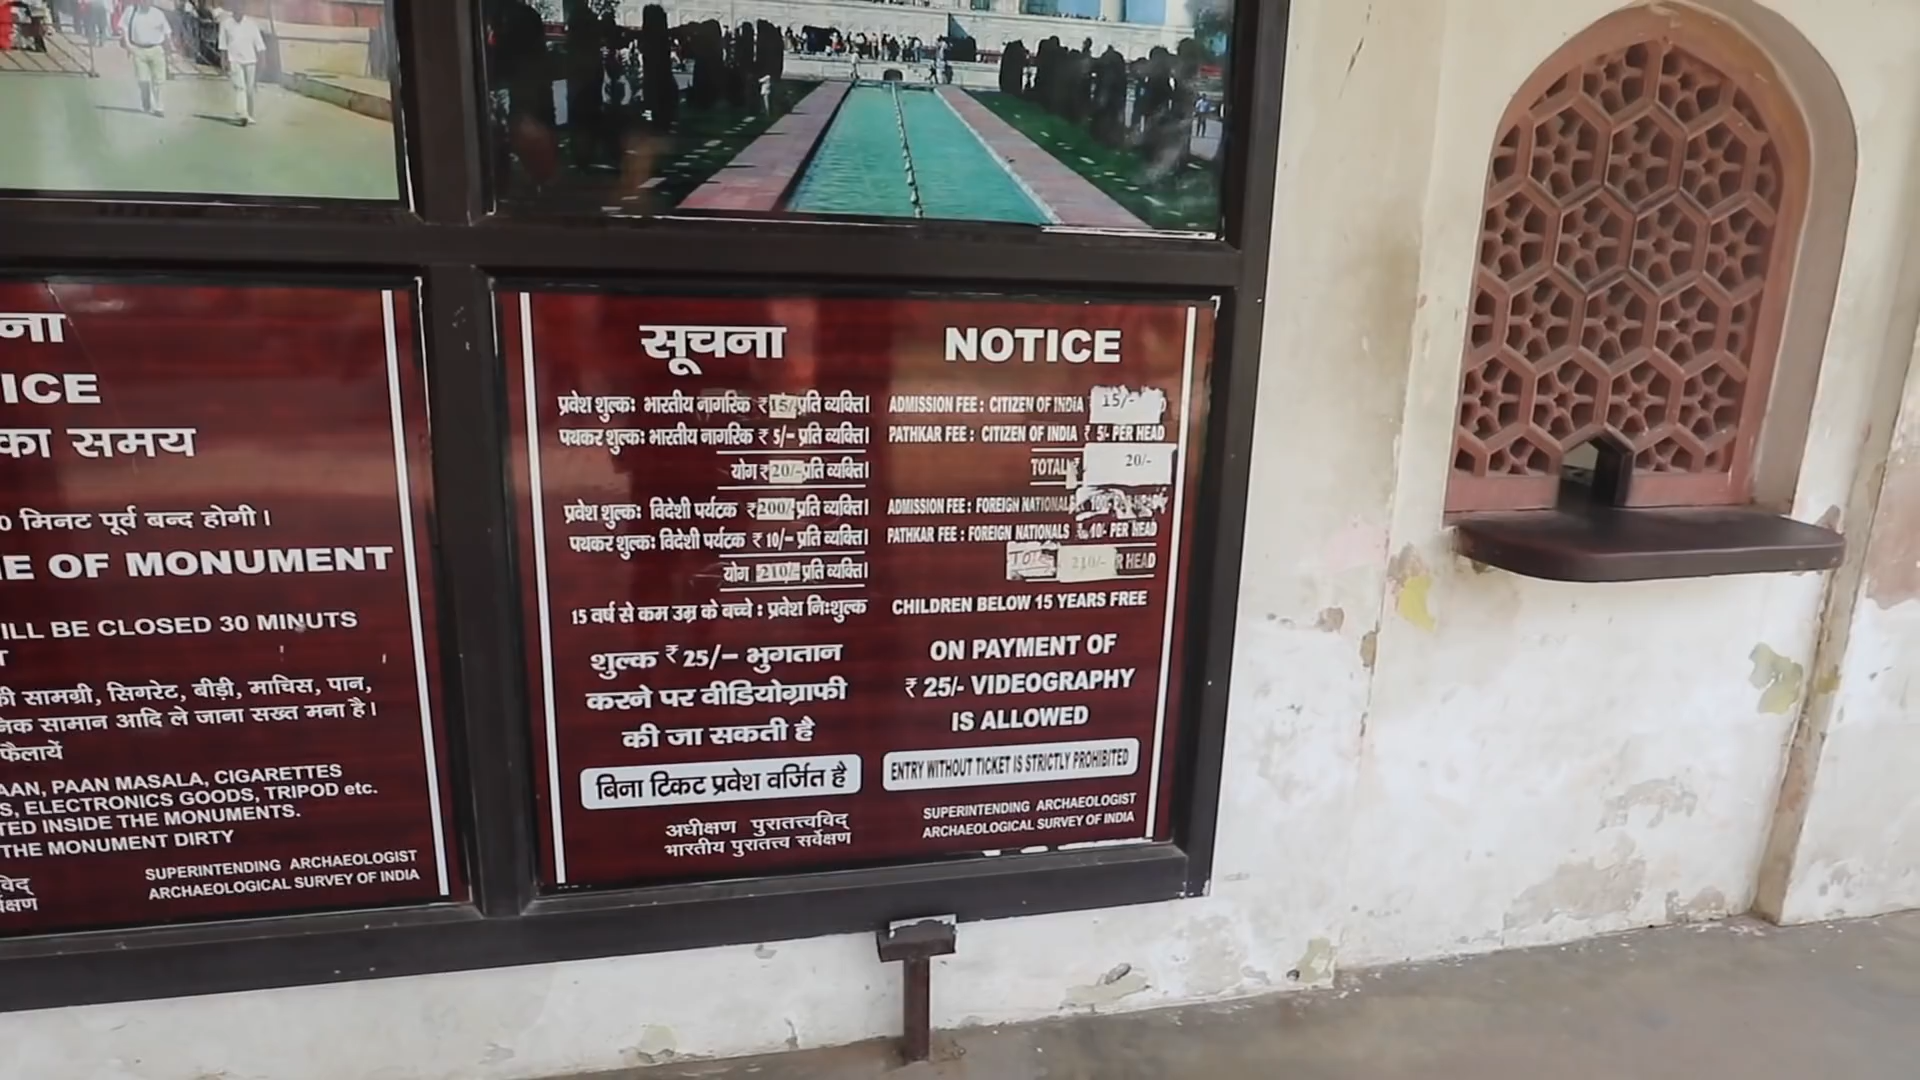 ना
ICE
का समय
0 मिनट पूर्व बन्द होगी।
E OF MONUMENT
ILL BE CLOSED 30 MINUTS
T
की सामग्री, सिगरेट, बीड़ी, माचिस, पान,
निक सामान आदि ले जाना सख्त मना है।
फैलायें
AAN, PAAN MASALA, CIGARETTES
S, ELECTRONICS GOODS, TRIPOD etc.
TED INSIDE THE MONUMENTS.
THE MONUMENT DIRTY
SUPERINTENDING ARCHAEOLOGIST
ARCHAEOLOGICAL SURVEY OF INDIA
विद्
र्वेक्षण
सूचना
प्रवेश शुल्कः भारतीय नागरिक ₹ 15/- प्रति व्यक्ति।
पथकर शुल्कः भारतीय नागरिक ₹ 5/- प्रति व्यक्ति।
योग ₹ 20/- प्रति व्यक्ति।
प्रवेश शुल्कः विदेशी पर्यटक ₹ 200/- प्रति व्यक्ति।
पथकर शुल्कः विदेशी पर्यटक ₹ 10/- प्रति व्यक्ति।
योग 210/- प्रति व्यक्ति।
15 वर्ष से कम उम्र के बच्चे : प्रवेश निःशुल्क
शुल्क ₹ 25/- भुगतान
करने पर वीडियोग्राफी
की जा सकती है
बिना टिकट प्रवेश वर्जित है
अधीक्षण पुरातत्त्वविद्
भारतीय पुरातत्त्व सर्वेक्षण
NOTICE
ADMISSION FEE : CITIZEN OF INDIA 15/-
PATHKAR FEE : CITIZEN OF INDIA ₹ 5/- PER HEAD
TOTAL ₹ 20/-
ADMISSION FEE : FOREIGN NATIONALS
PATHKAR FEE : FOREIGN NATIONALS ₹ 10/- PER HEAD
210/- R HEAD
CHILDREN BELOW 15 YEARS FREE
ON PAYMENT OF
₹ 25/- VIDEOGRAPHY
IS ALLOWED
ENTRY WITHOUT TICKET IS STRICTLY PROHIBITED
SUPERINTENDING ARCHAEOLOGIST
ARCHAEOLOGICAL SURVEY OF INDIA